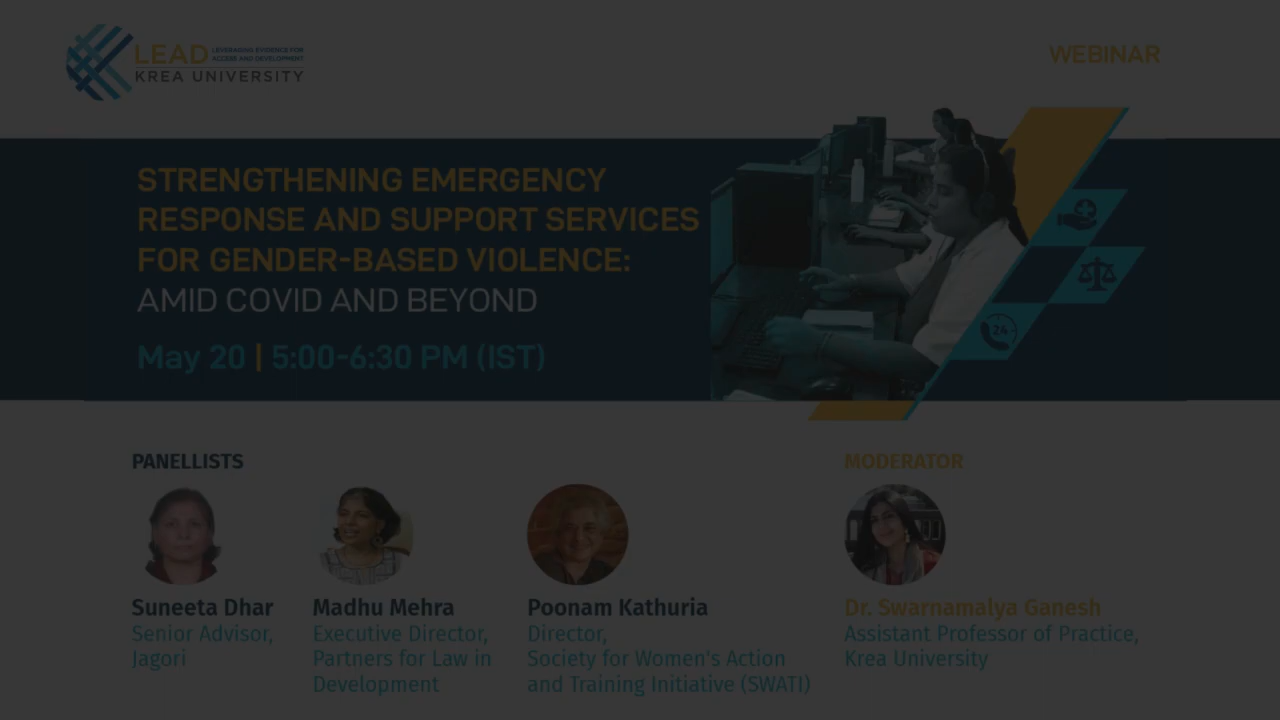 LEAD LEVERAGING EVIDENCE FOR
ACCESS AND DEVELOPMENT
KREA UNIVERSITY
WEBINAR
STRENGTHENING EMERGENCY
RESPONSE AND SUPPORT SERVICES
FOR GENDER-BASED VIOLENCE:
AMID COVID AND BEYOND
May 20 | 5:00-6:30 PM (IST)
24
PANELLISTS
Suneeta Dhar
Senior Advisor,
Jagori
Madhu Mehra
Executive Director,
Partners for Law in
Development
Poonam Kathuria
Director,
Society for Women's Action
and Training Initiative (SWATI)
MODERATOR
Dr. Swarnamalya Ganesh
Assistant Professor of Practice,
Krea University